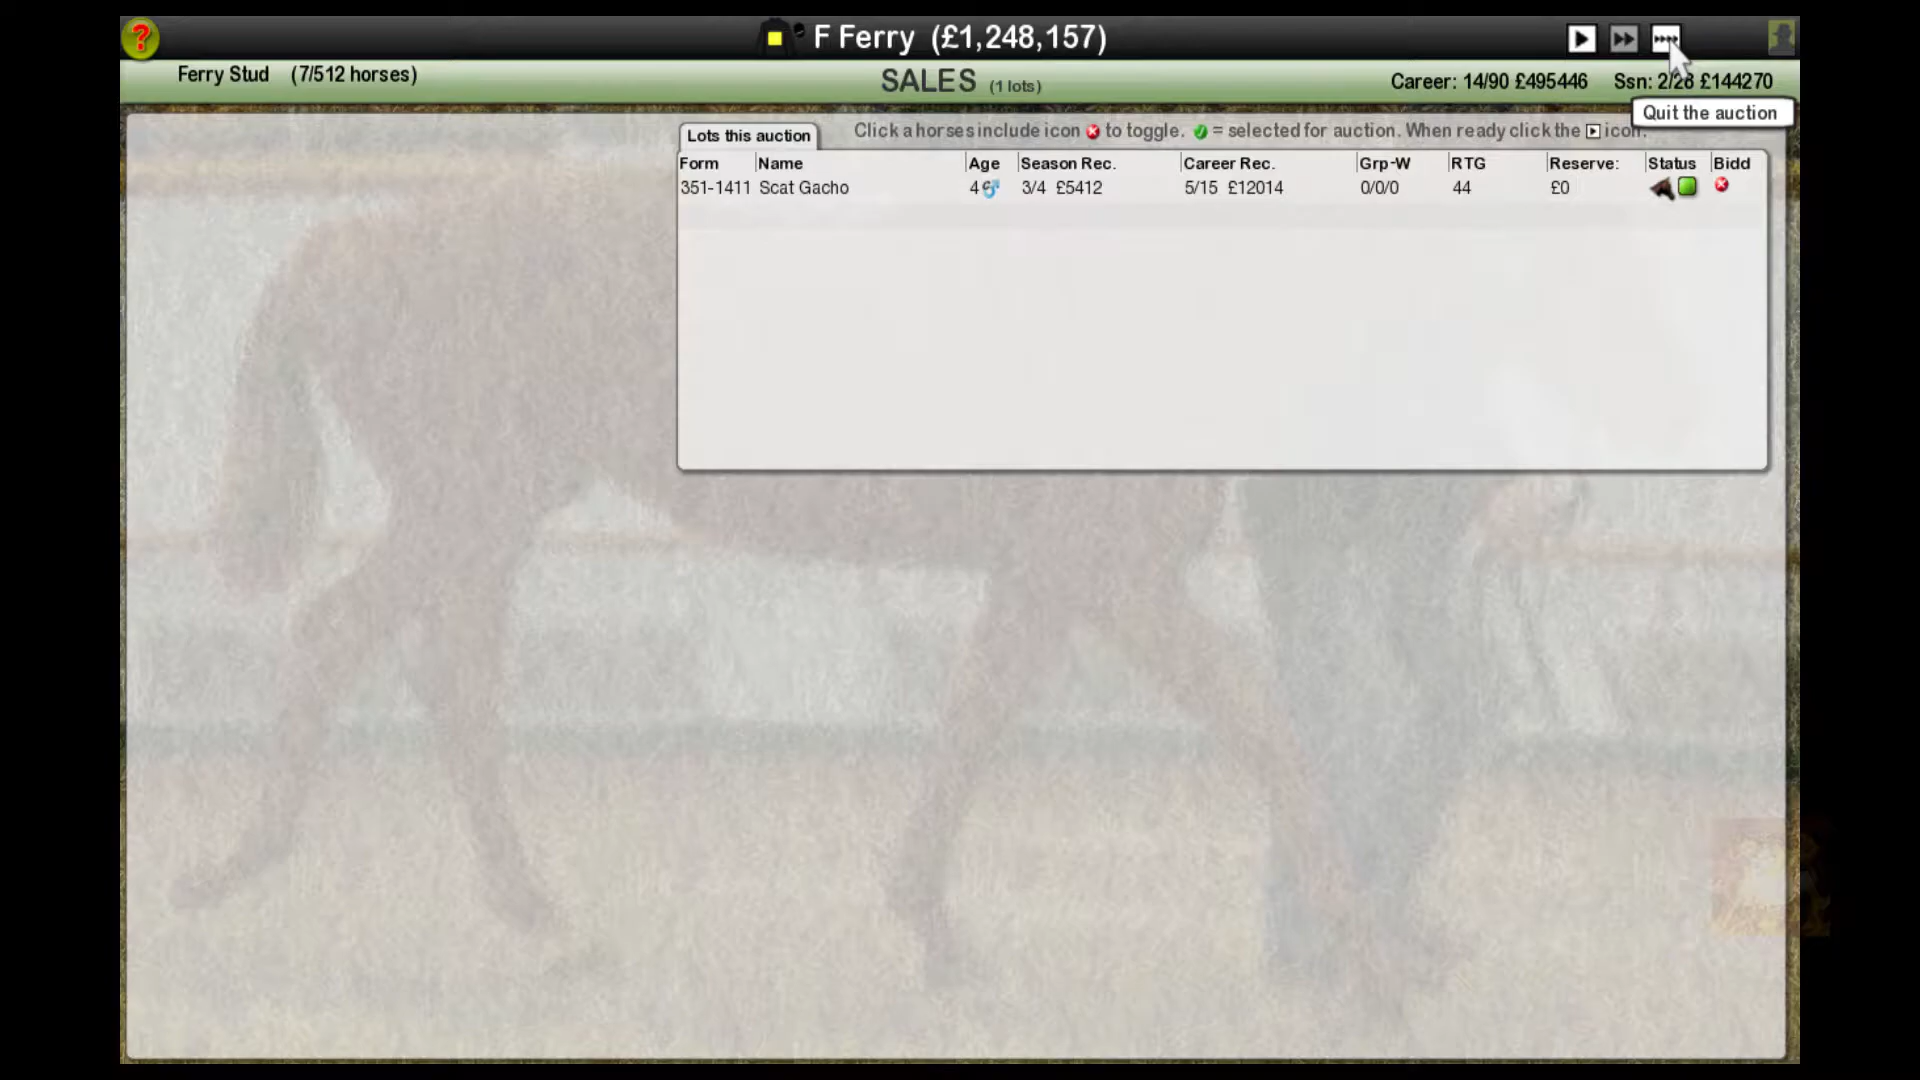 ?
F Ferry (£1,248,157)
Ferry Stud (7/512 horses)
SALES (1 lots)
Career: 14/90 £495446 Ssn: 2/28 £144270
Quit the auction
Lots this auction
Click a horses include icon to toggle. = selected for auction. When ready click the icon.
Form Name Age Season Rec. Career Rec. Grp-W RTG Reserve: Status Bidd
351-1411 Scat Gacho 4 3/4 £5412 5/15 £12014 0/0/0 44 £0